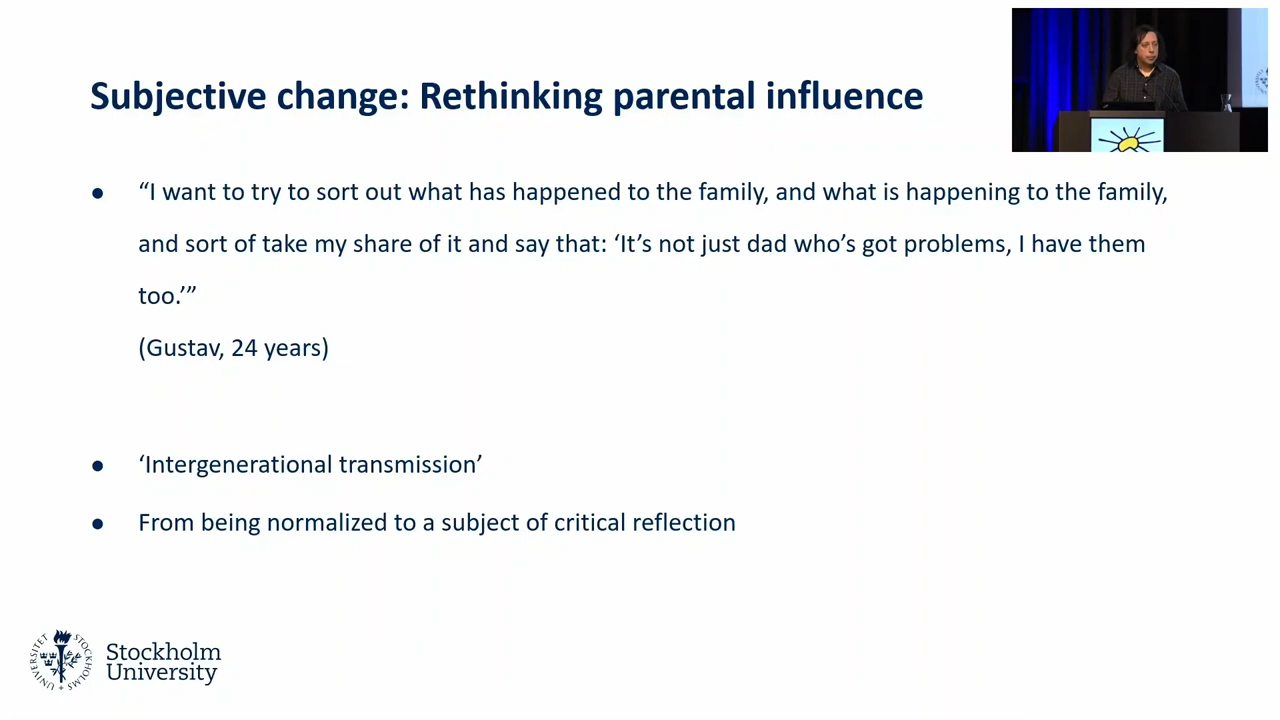 Subjective change: Rethinking parental influence
● “I want to try to sort out what has happened to the family, and what is happening to the family,
and sort of take my share of it and say that: ‘It’s not just dad who’s got problems, I have them
too.’”
(Gustav, 24 years)
● ‘Intergenerational transmission’
● From being normalized to a subject of critical reflection
STOCKHOLMS UNIVERSITET
Stockholm
University